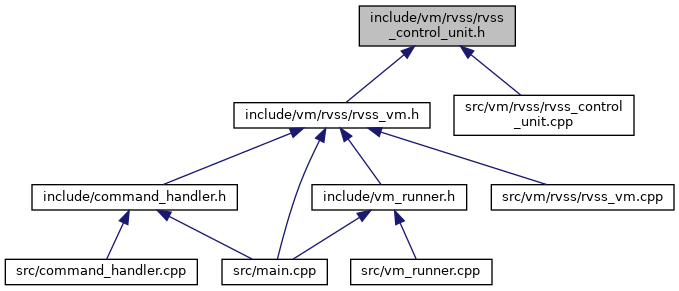 include/vm/rvss/rvss
_control_unit.h
include/vm/rvss/rvss_vm.h
src/vm/rvss/rvss_control
_unit.cpp
include/command_handler.h
include/vm_runner.h
src/vm/rvss/rvss_vm.cpp
src/command_handler.cpp
src/main.cpp
src/vm_runner.cpp